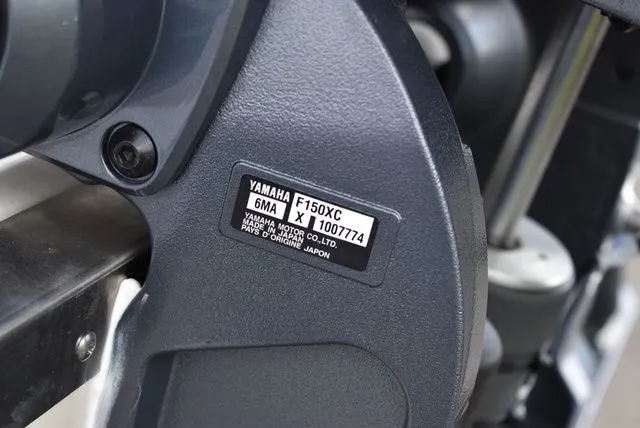 YAMAHA F150XC
6MA X 1007774
YAMAHA MOTOR CO.,LTD.
MADE IN JAPAN
PAYS D' ORIGINE JAPON